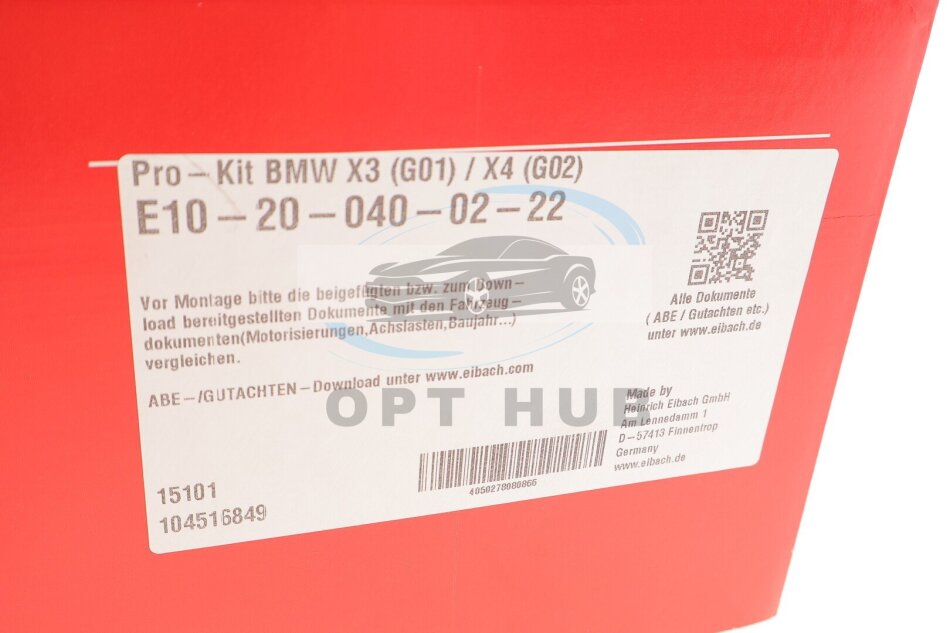 Pro – Kit BMW X3 (G01) / X4 (G02)
E10 – 20 – 040 – 02 – 22
Vor Montage bitte die beigefügten bzw. zum Down –
load bereitgestellten Dokumente mit den Fahrzeug –
dokumenten(Motorisierungen,Achslasten,Baujahr...)
vergleichen.
ABE –/GUTACHTEN –Download unter www.eibach.com
Alle Dokumente
( ABE / Gutachten etc.)
unter www.eibach.de
OPT HUB
Made by
Heinrich Eibach GmbH
Am Lennedamm 1
D–57413 Finnentrop
Germany
www.eibach.de
15101
104516849